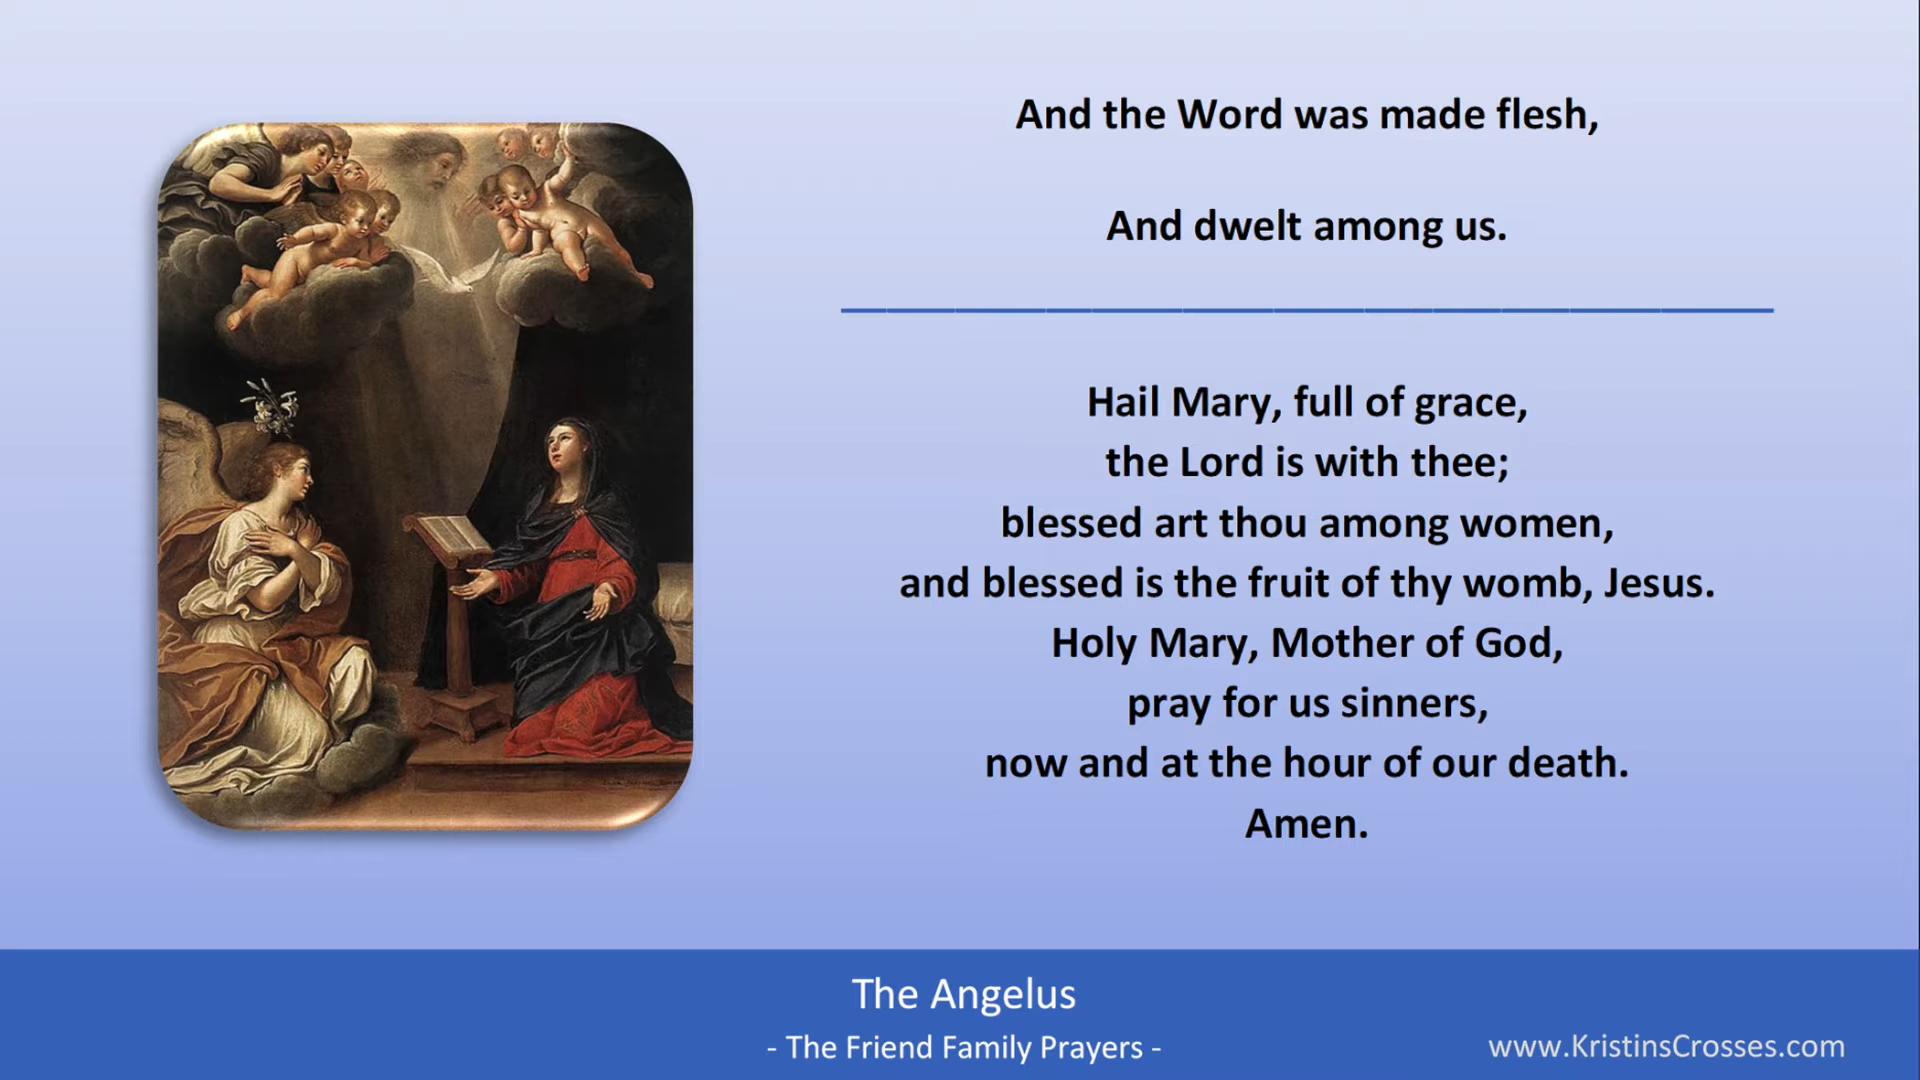 And the Word was made flesh,
And dwelt among us.
Hail Mary, full of grace,
the Lord is with thee;
blessed art thou among women,
and blessed is the fruit of thy womb, Jesus.
Holy Mary, Mother of God,
pray for us sinners,
now and at the hour of our death.
Amen.
The Angelus
- The Friend Family Prayers -
www.KristinsCrosses.com